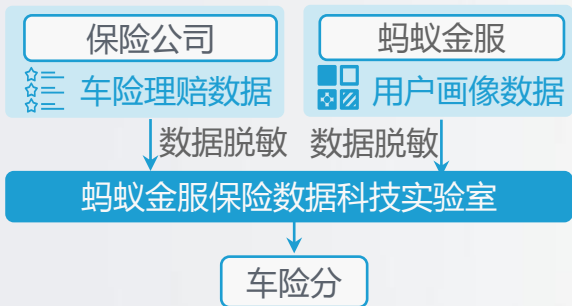 保险公司
蚂蚁金服
车险理赔数据
用户画像数据
数据脱敏
数据脱敏
蚂蚁金服保险数据科技实验室
车险分